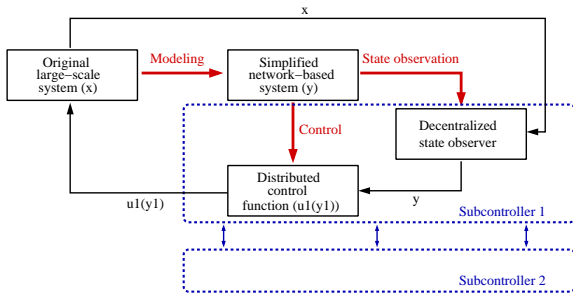 x
Original
large−scale
system (x)
Modeling
Simplified
network−based
system (y)
State observation
Control
Decentralized
state observer
Distributed
control
function (u1(y1))
u1(y1)
y
Subcontroller 1
Subcontroller 2